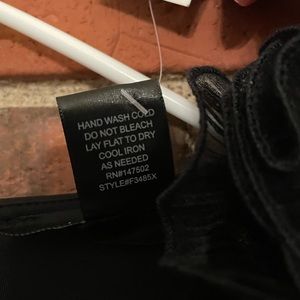 HAND WASH COLD
DO NOT BLEACH
LAY FLAT TO DRY
COOL IRON
AS NEEDED
RN#147502
STYLE#F3485X